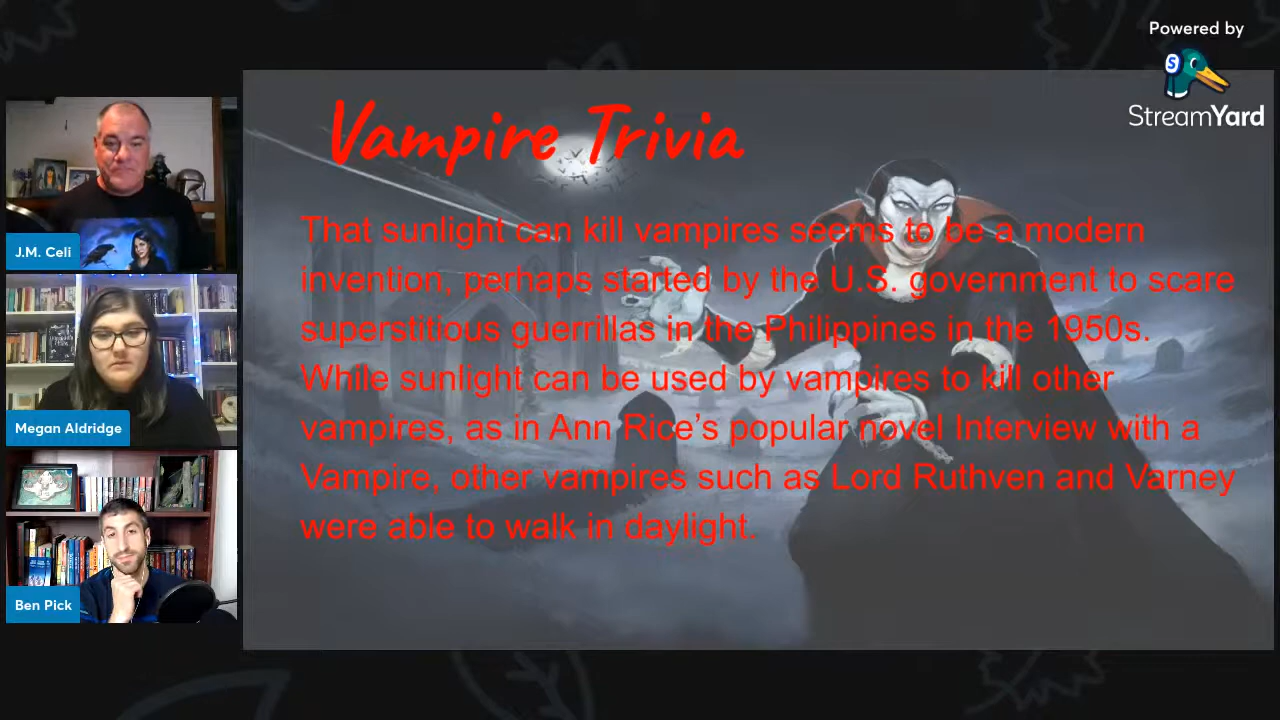 Powered by
S
StreamYard
J.M. Celi
Megan Aldridge
Ben Pick
Vampire Trivia
That sunlight can kill vampires seems to be a modern
invention, perhaps started by the U.S. government to scare
superstitious guerrillas in the Philippines in the 1950s.
While sunlight can be used by vampires to kill other
vampires, as in Ann Rice's popular novel Interview with a
Vampire, other vampires such as Lord Ruthven and Varney
were able to walk in daylight.